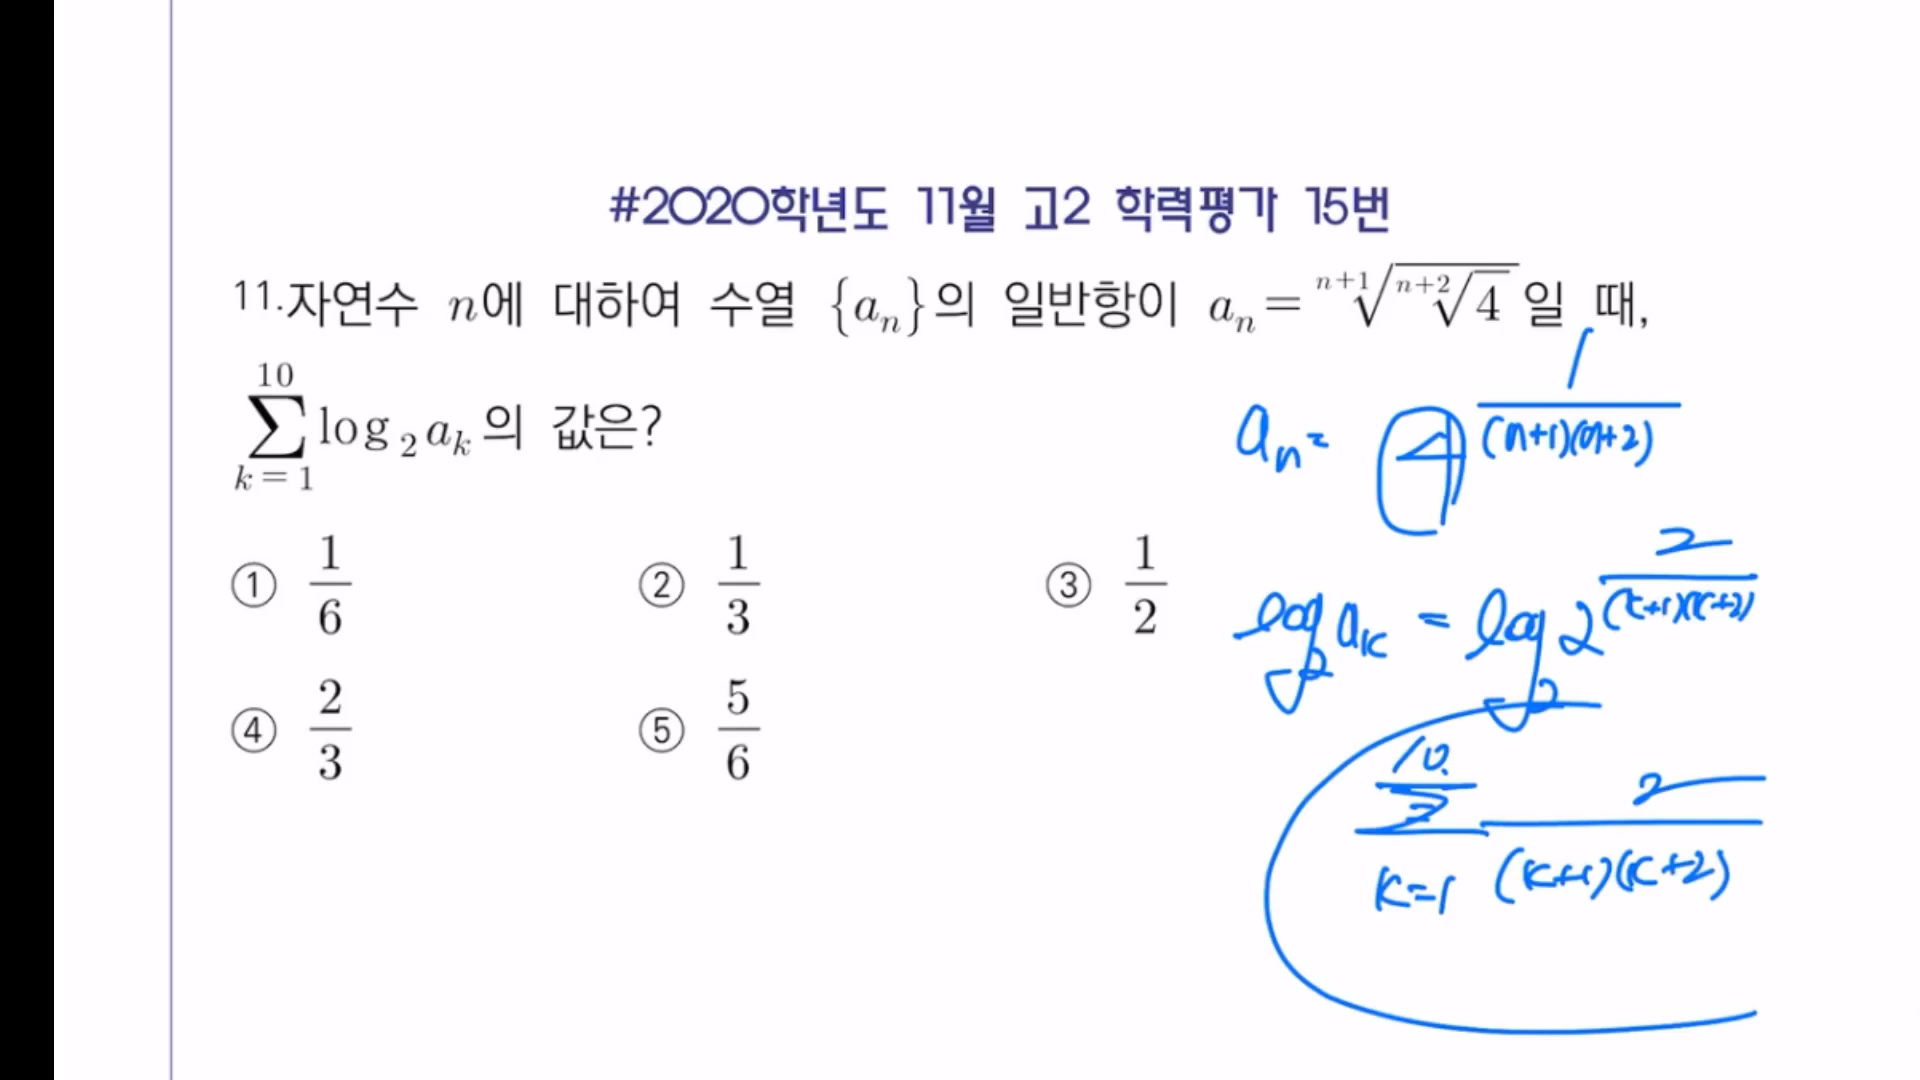 #2020학년도 11월 고2 학력평가 15번
11.자연수 n에 대하여 수열 {aₙ}의 일반항이 aₙ = ⁿ⁺¹√(ⁿ⁺²√4) 일 때,
∑_{k=1}^{10} log₂ aₖ 의 값은?
① 1/6 ② 1/3 ③ 1/2
④ 2/3 ⑤ 5/6
aₙ = 4^{1/((n+1)(n+2))}
log₂ aₖ = log₂ 2^{2/((k+1)(k+2))}
∑_{k=1}^{10} 2/((k+1)(k+2))